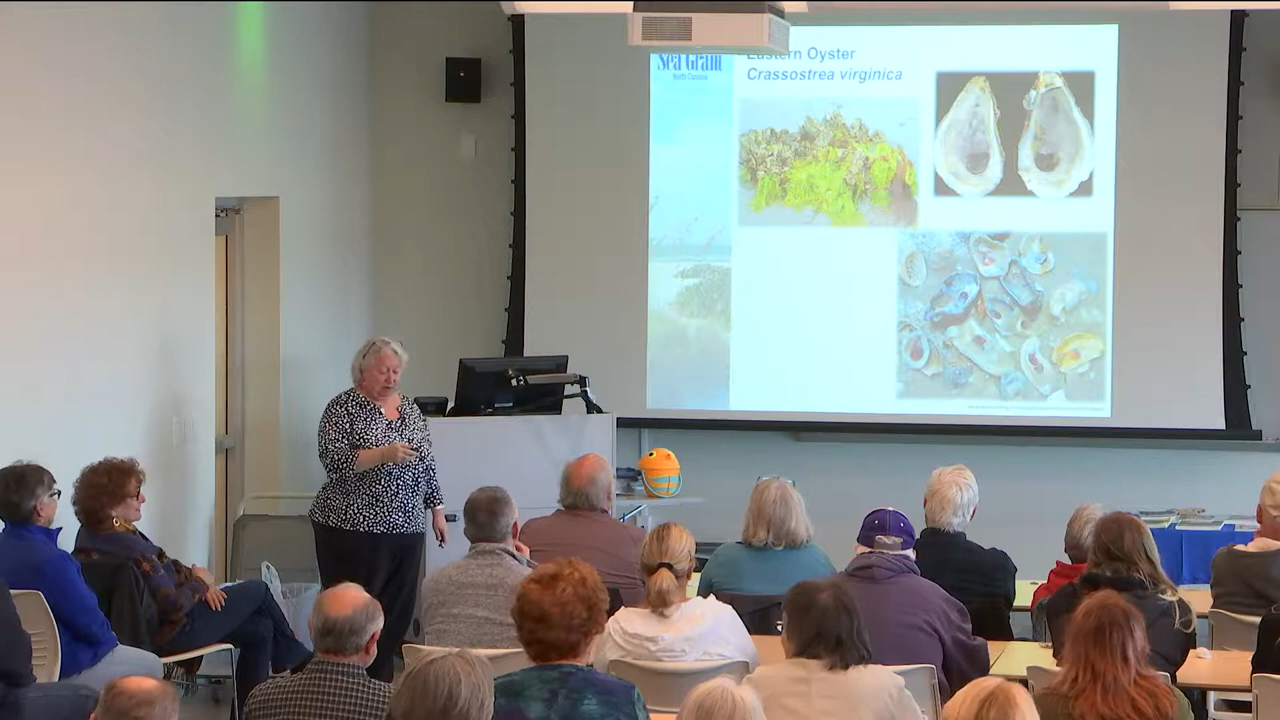 Sea Grant
North Carolina
Eastern Oyster
Crassostrea virginica